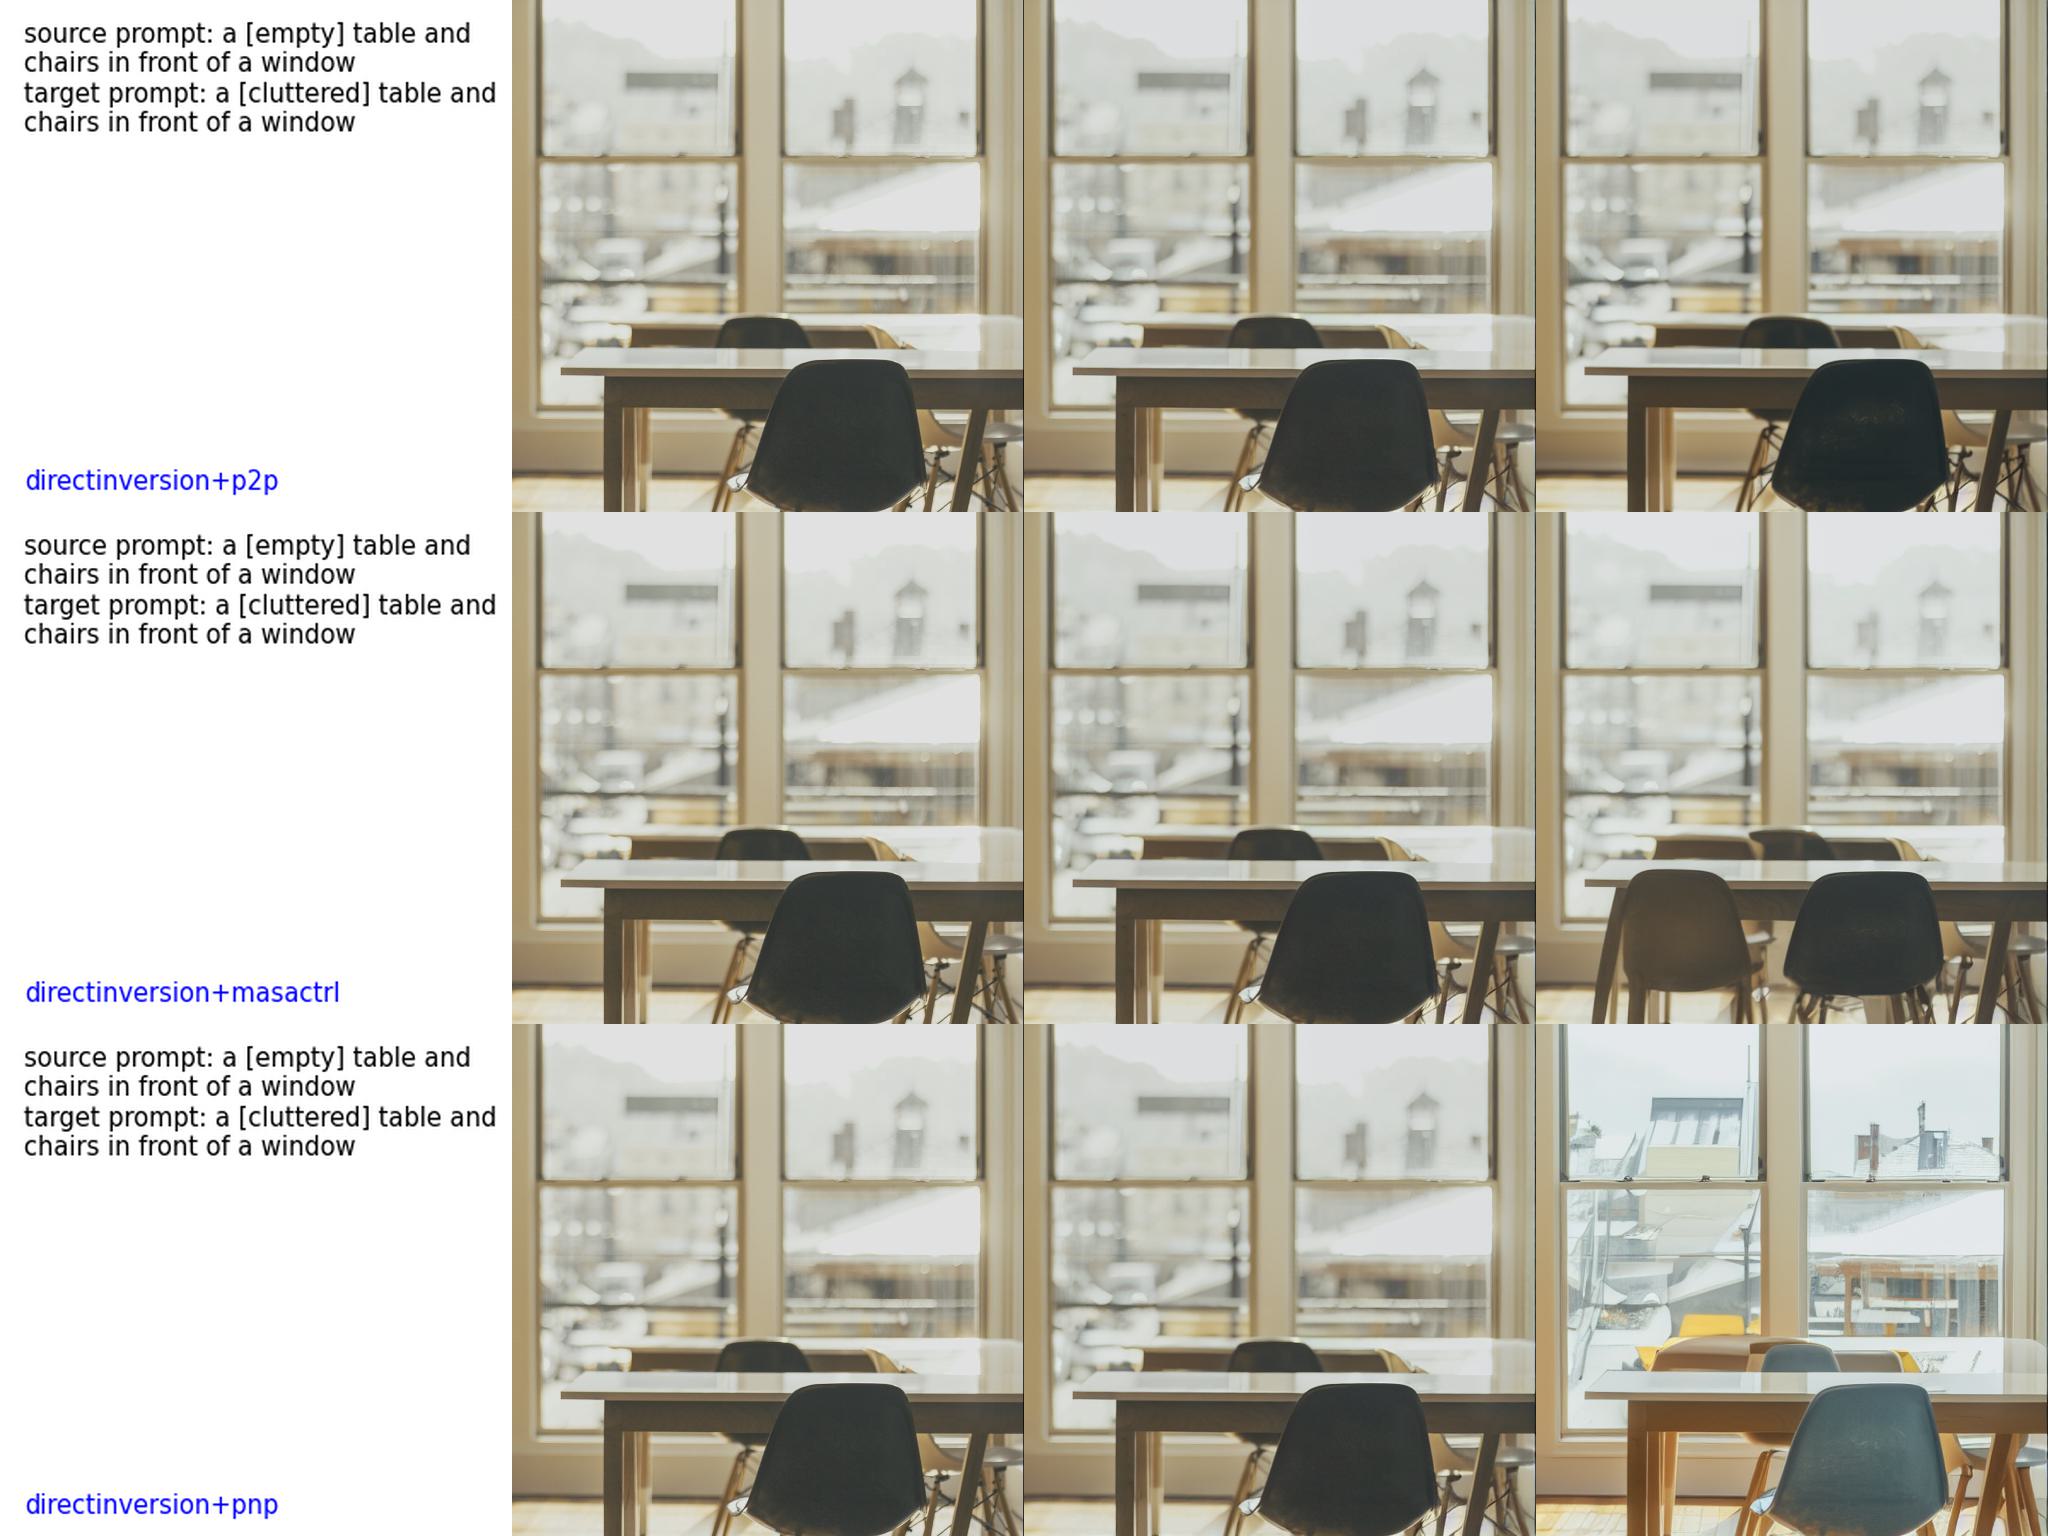 source prompt: a [empty] table and
chairs in front of a window
target prompt: a [cluttered] table and
chairs in front of a window
directinversion+p2p
source prompt: a [empty] table and
chairs in front of a window
target prompt: a [cluttered] table and
chairs in front of a window
directinversion+masactrl
source prompt: a [empty] table and
chairs in front of a window
target prompt: a [cluttered] table and
chairs in front of a window
directinversion+pnp